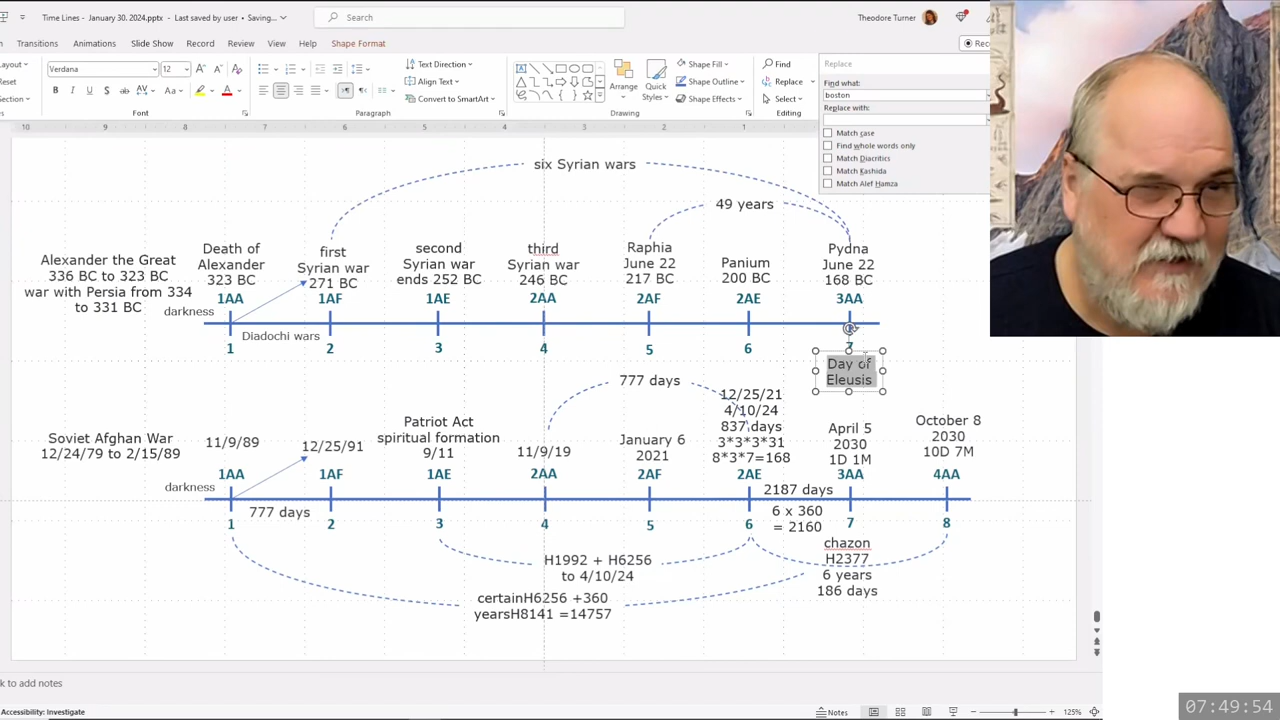 Time Lines - January 30. 2024.pptx • Last saved by user • Saving...
Search
Theodore Turner
Transitions
Animations
Slide Show
Record
Review
View
Help
Shape Format
Verdana
12
Text Direction
Align Text
Convert to SmartArt
Arrange
Quick
Styles
Shape Fill
Shape Outline
Shape Effects
Find
Replace
Select
Font
Paragraph
Drawing
Editing
Replace
Find what:
boston
Replace with:
Match case
Find whole words only
Match Diacritics
Match Kashida
Match Alef Hamza
10
8
7
6
5
4
3
2
1
0
six Syrian wars
49 years
Alexander the Great
336 BC to 323 BC
war with Persia from 334
to 331 BC
Death of
Alexander
323 BC
first
Syrian war
271 BC
second
Syrian war
ends 252 BC
third
Syrian war
246 BC
Raphia
June 22
217 BC
Panium
200 BC
Pydna
June 22
168 BC
1AA
1AF
1AE
2AA
2AF
2AE
3AA
darkness
Diadochi wars
1
2
3
4
5
6
7
Day of
Eleusis
777 days
Soviet Afghan War
12/24/79 to 2/15/89
11/9/89
12/25/91
Patriot Act
spiritual formation
9/11
11/9/19
January 6
2021
12/25/21
4/10/24
837 days
3*3*3*31
8*3*7=168
April 5
2030
1D 1M
October 8
2030
10D 7M
1AA
1AF
1AE
2AA
2AF
2AE
3AA
4AA
darkness
2187 days
777 days
6 x 360
= 2160
1
2
3
4
5
6
7
8
chazon
H2377
6 years
186 days
H1992 + H6256
to 4/10/24
certainH6256 +360
yearsH8141 =14757
Accessibility: Investigate
Notes
125%
07:49:54